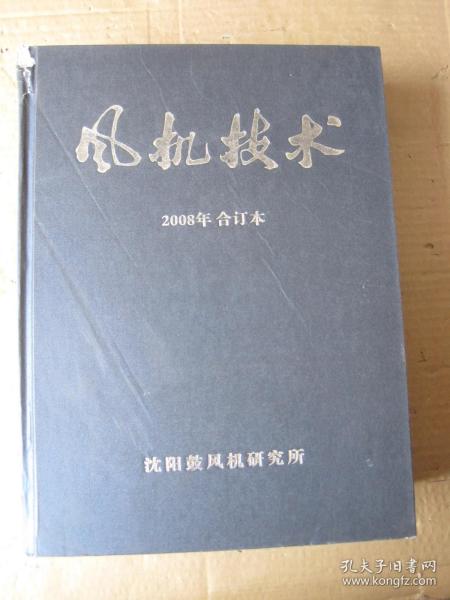 风机技术
2008年 合订本
沈阳鼓风机研究所
孔夫子旧书网
www.kongfz.com